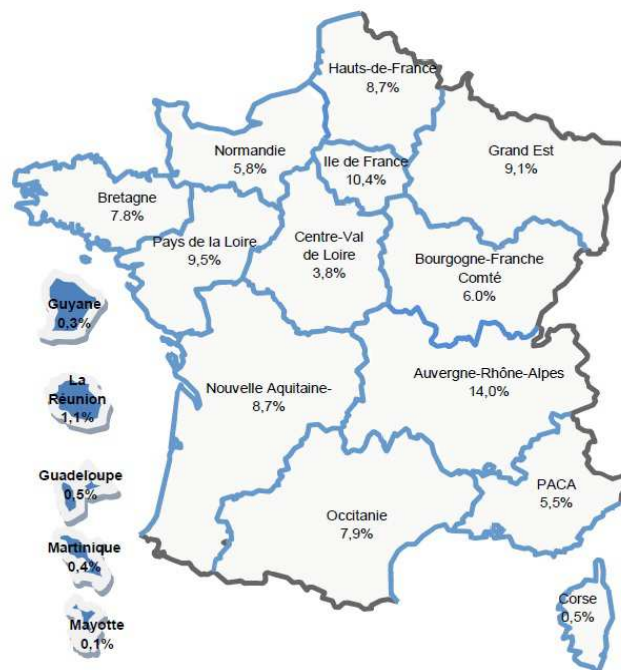 Hauts-de-France
8,7%
Normandie
5,8%
Ile de France
10,4%
Grand Est
9,1%
Bretagne
7.8%
Pays de la Loire
9,5%
Centre-Val
de Loire
3,8%
Bourgogne-Franche
Comté
6.0%
Guyane
0,3%
La
Réunion
1,1%
Nouvelle Aquitaine-
8,7%
Auvergne-Rhône-Alpes
14,0%
Guadeloupe
0,5%
PACA
5,5%
Occitanie
7,9%
Martinique
0,4%
Corse
0,5%
Mayotte
0,1%